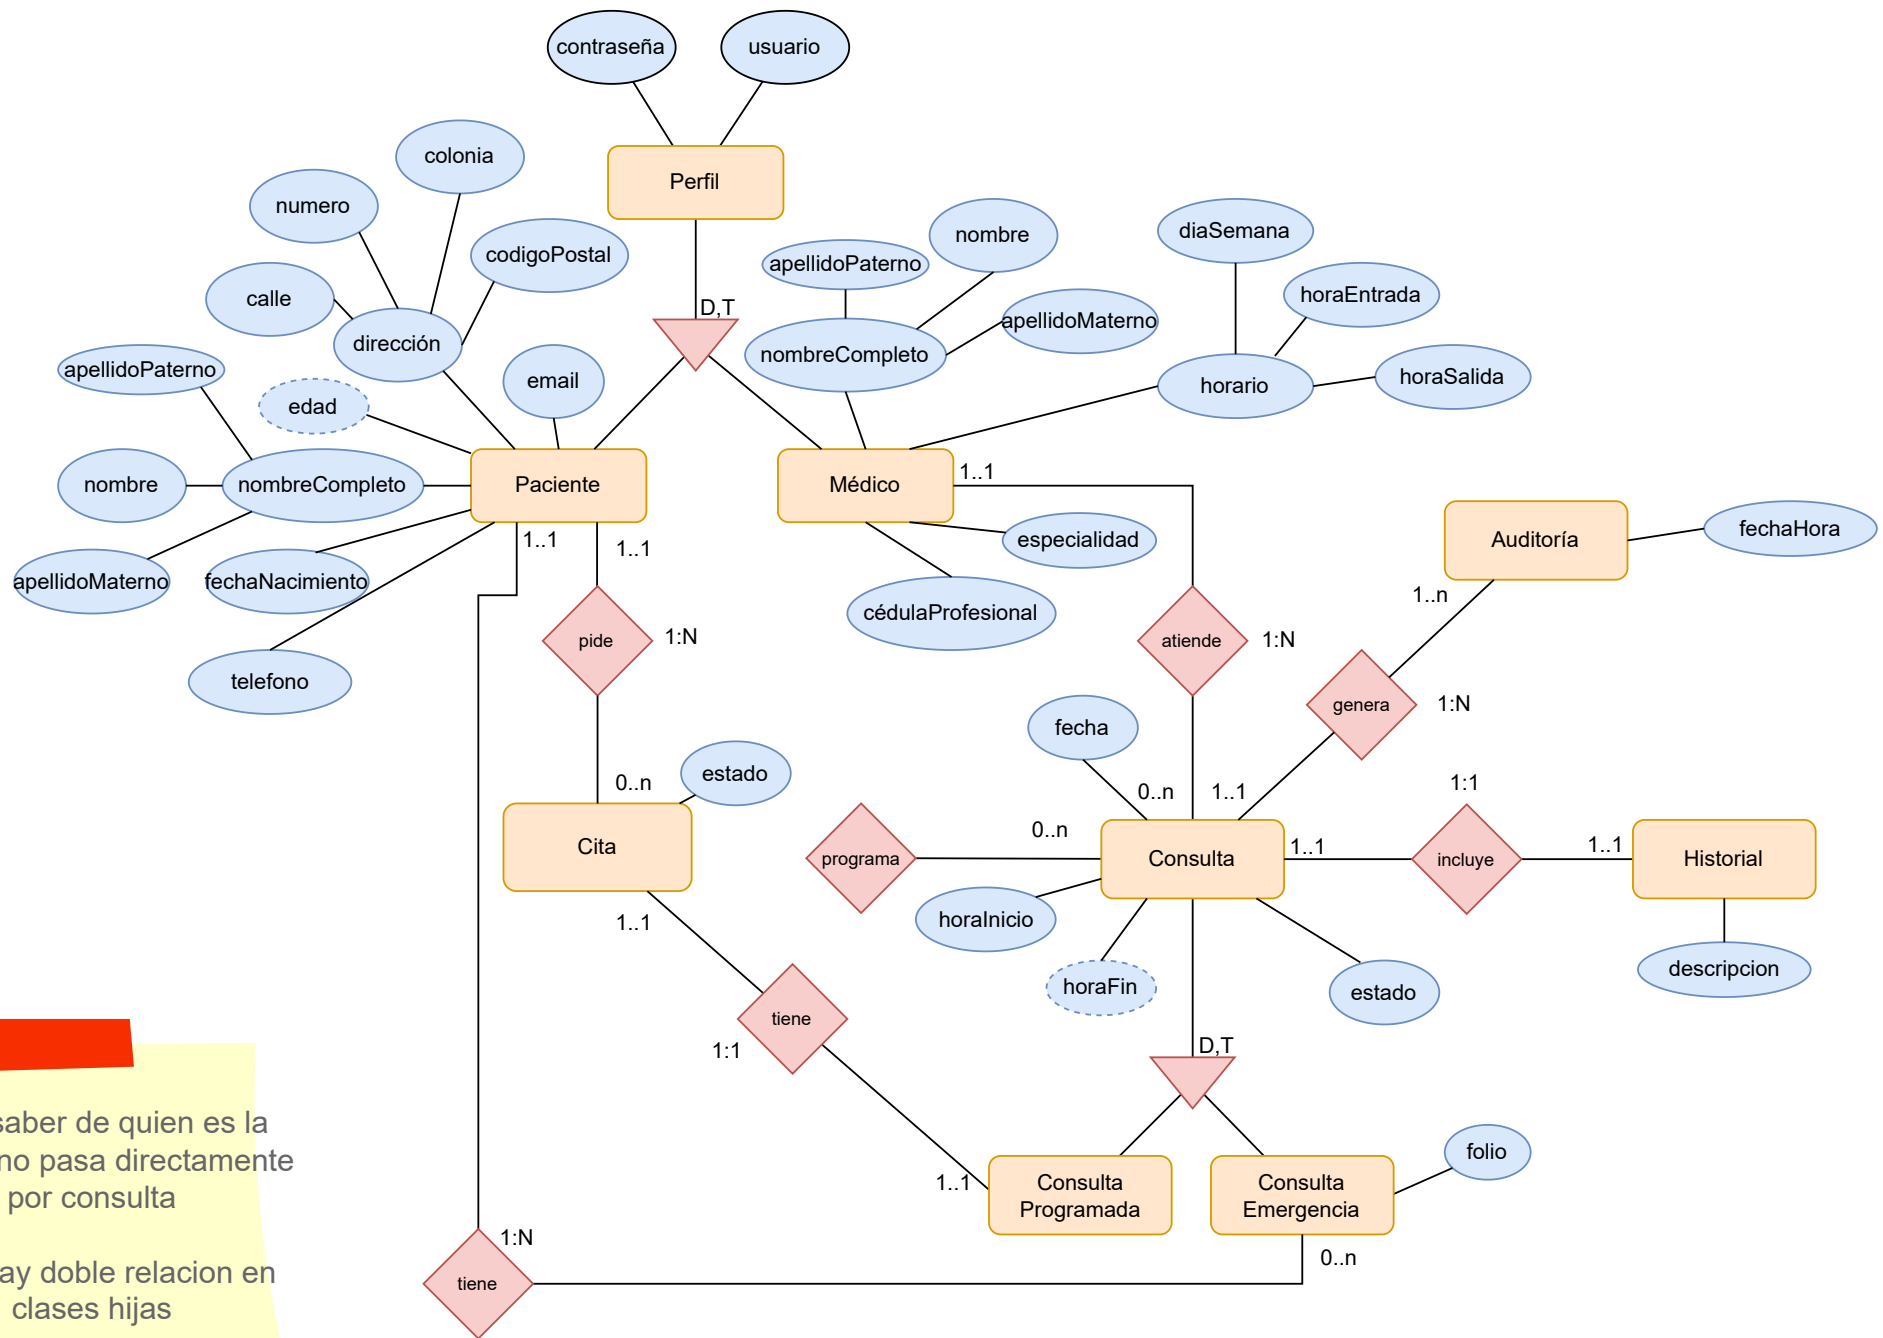 contraseña
usuario
Perfil
colonia
numero
codigoPostal
calle
dirección
D,T
nombre
apellidoPaterno
apellidoMaterno
nombreCompleto
diaSemana
horaEntrada
horario
horaSalida
apellidoPaterno
edad
email
nombre
nombreCompleto
Paciente
apellidoMaterno
fechaNacimiento
telefono
Médico
1..1
especialidad
cédulaProfesional
Auditoría
fechaHora
1..1
1..1
pide
1:N
atiende
1:N
1..n
genera
1:N
fecha
0..n
estado
Cita
0..n
1..1
programa
0..n
Consulta
1..1
1:1
incluye
1..1
Historial
horaInicio
horaFin
estado
descripcion
1..1
tiene
1:1
1..1
D,T
Consulta
Programada
Consulta
Emergencia
folio
0..n
1:N
tiene
saber de quien es la
no pasa directamente
por consulta
ay doble relacion en
clases hijas